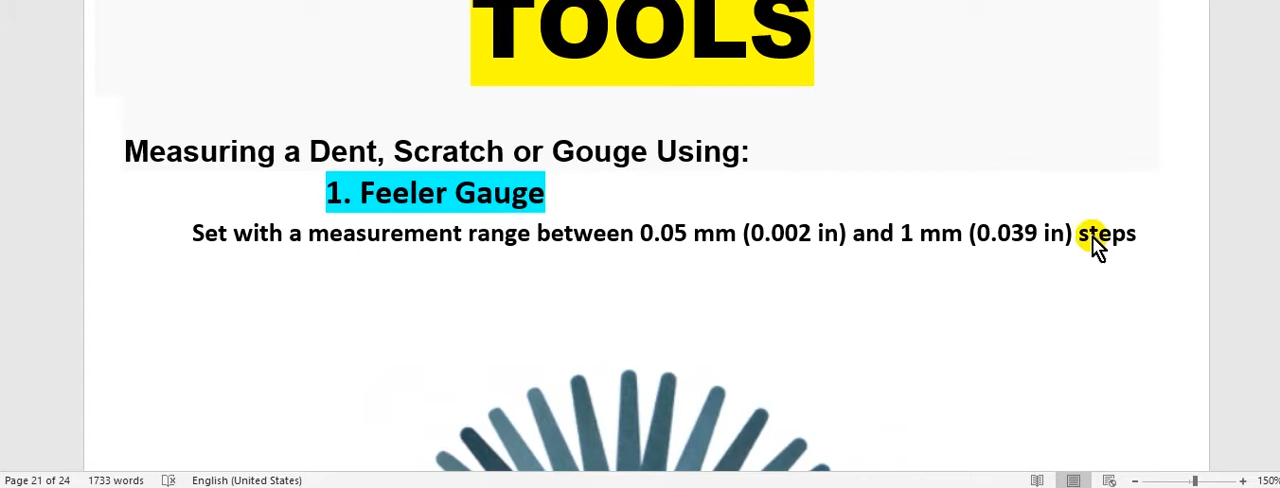 TOOLS
Measuring a Dent, Scratch or Gouge Using:
1. Feeler Gauge
Set with a measurement range between 0.05 mm (0.002 in) and 1 mm (0.039 in) steps
Page 21 of 24 1733 words English (United States) 150%